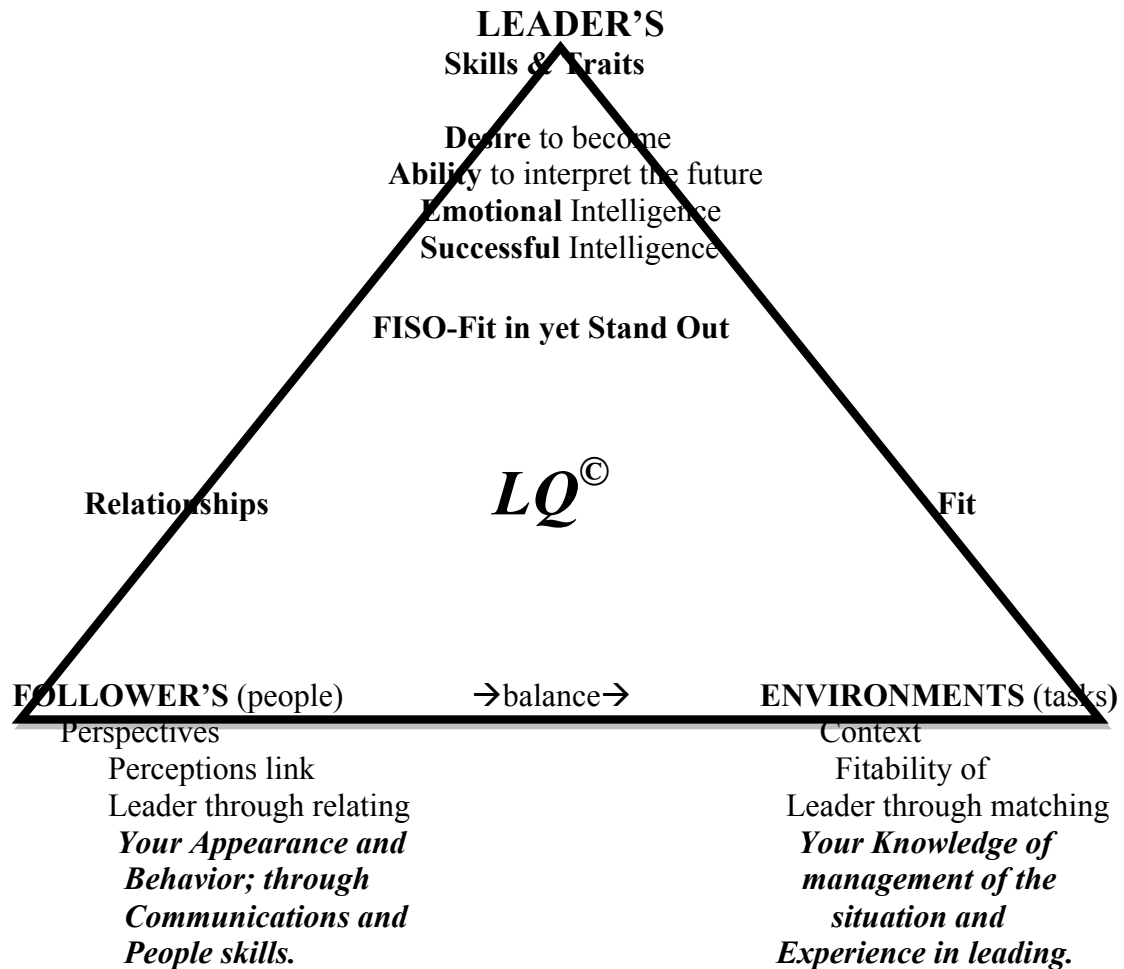 LEADER’S
Skills & Traits
Desire to become
Ability to interpret the future
Emotional Intelligence
Successful Intelligence
FISO-Fit in yet Stand Out
LQ©
Relationships
Fit
FOLLOWER’S (people) →balance→ ENVIRONMENTS (tasks)
Perspectives
Perceptions link
Leader through relating
Your Appearance and
Behavior; through
Communications and
People skills.
Context
Fitability of
Leader through matching
Your Knowledge of
management of the
situation and
Experience in leading.